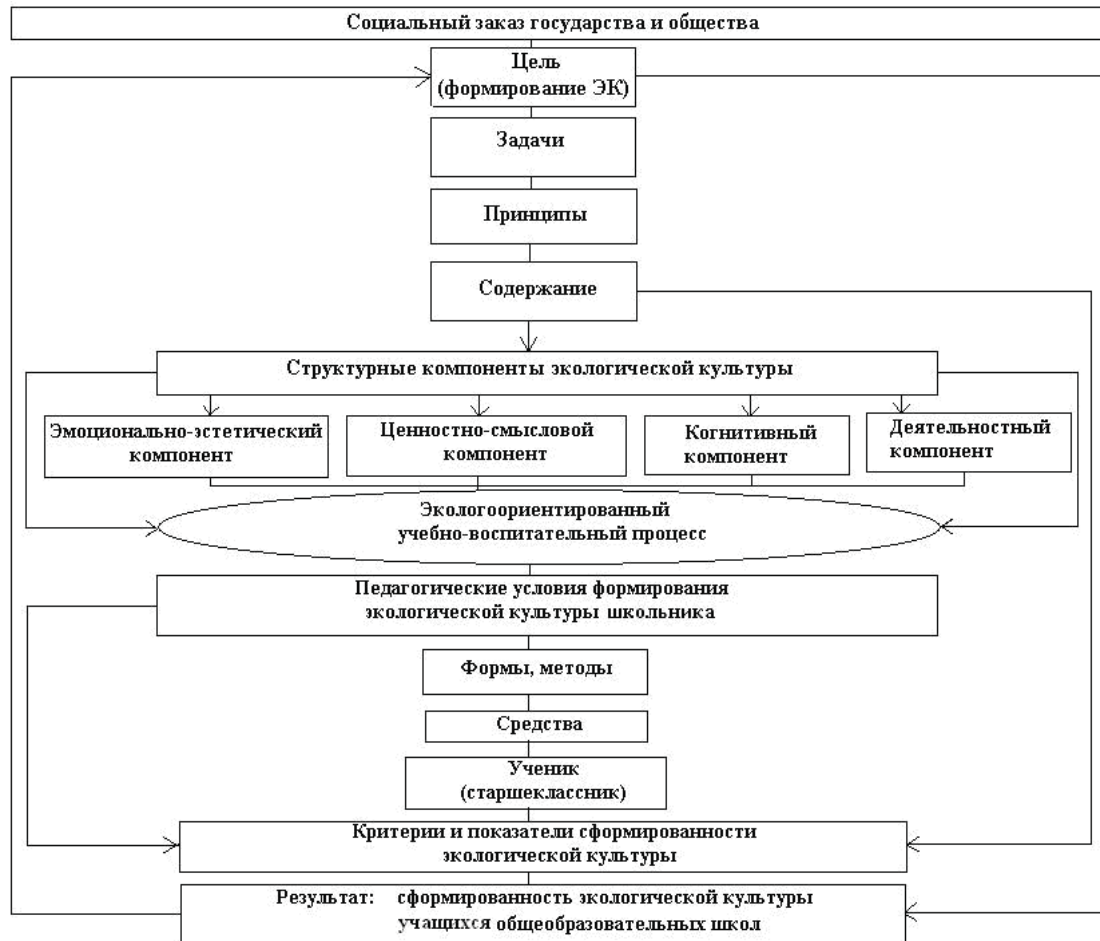 Социальный заказ государства и общества
Цель
(формирование ЭК)
Задачи
Принципы
Содержание
Структурные компоненты экологической культуры
Эмоционально-эстетический
компонент
Ценностно-смысловой
компонент
Когнитивный
компонент
Деятельностный
компонент
Экологоориентированный
учебно-воспитательный процесс
Педагогические условия формирования
экологической культуры школьника
Формы, методы
Средства
Ученик
(старшеклассник)
Критерии и показатели сформированности
экологической культуры
Результат: сформированность экологической культуры
учащихся общеобразовательных школ